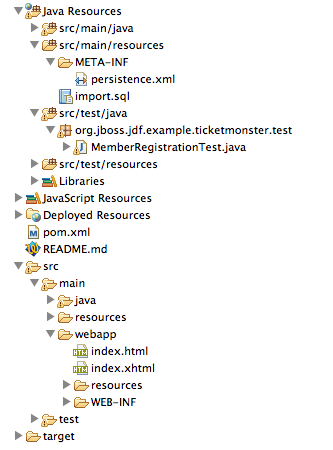 Java Resources
src/main/java
src/main/resources
META-INF
persistence.xml
import.sql
src/test/java
org.jboss.jdf.example.ticketmonster.test
MemberRegistrationTest.java
src/test/resources
Libraries
JavaScript Resources
Deployed Resources
pom.xml
README.md
src
main
java
resources
webapp
index.html
index.xhtml
resources
WEB-INF
test
target